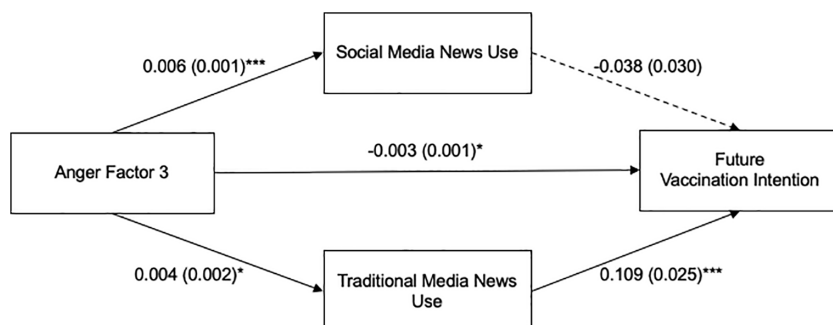 Social Media News Use
0.006 (0.001)***
-0.038 (0.030)
-0.003 (0.001)*
Anger Factor 3
Future
Vaccination Intention
0.004 (0.002)*
Traditional Media News
Use
0.109 (0.025)***